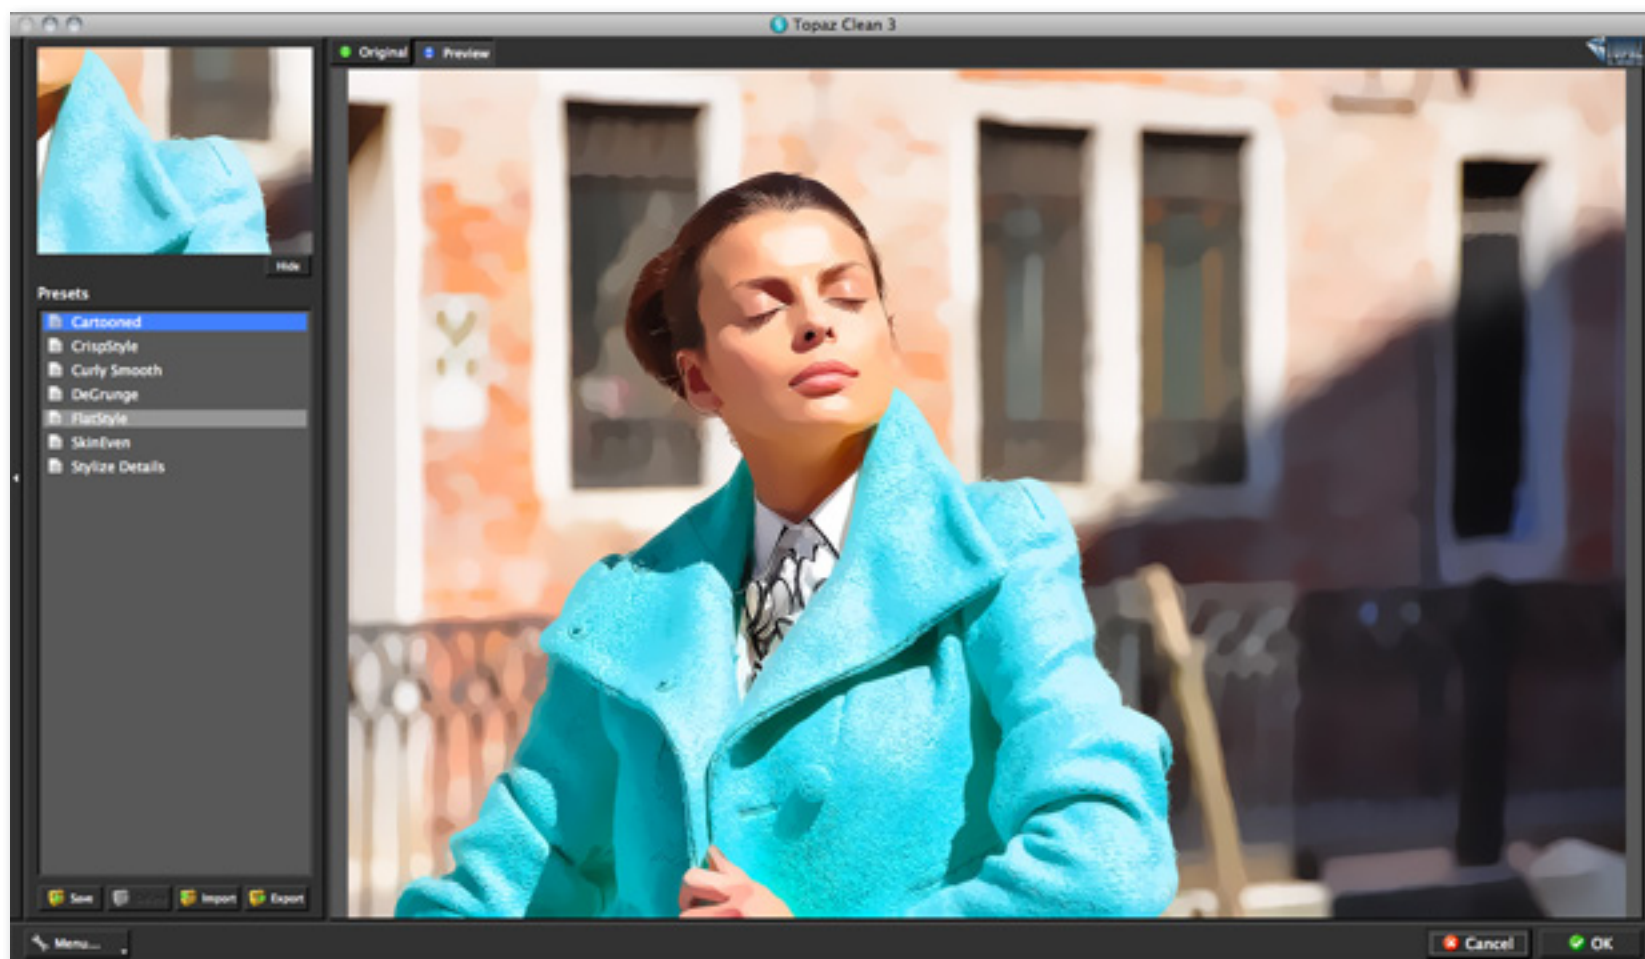 Topaz Clean 3
Original
Preview
TOPAZ
Hide
Presets
Cartooned
CrispStyle
Curly Smooth
DeGrunge
FlatStyle
SkinEven
Stylize Details
Save
Import
Export
Menu...
Cancel
OK